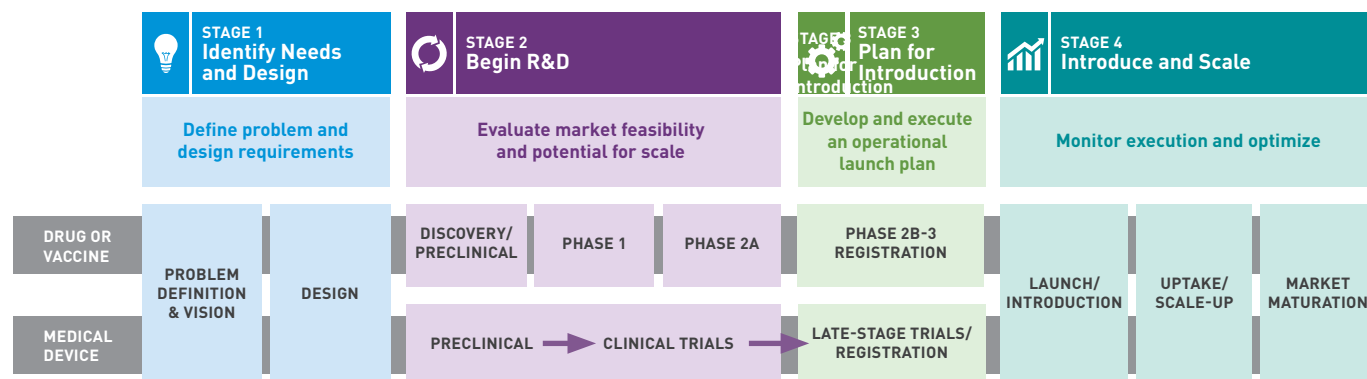 STAGE 1
Identify Needs
and Design
STAGE 2
Begin R&D
STAGE 3
Plan for
Introduction
STAGE 4
Introduce and Scale
Define problem and
design requirements
Evaluate market feasibility
and potential for scale
Develop and execute
an operational
launch plan
Monitor execution and optimize
DRUG OR
VACCINE
PROBLEM
DEFINITION
& VISION
DESIGN
DISCOVERY/
PRECLINICAL
PHASE 1
PHASE 2A
PHASE 2B-3
REGISTRATION
LAUNCH/
INTRODUCTION
UPTAKE/
SCALE-UP
MARKET
MATURATION
MEDICAL
DEVICE
PRECLINICAL
CLINICAL TRIALS
LATE-STAGE TRIALS/
REGISTRATION